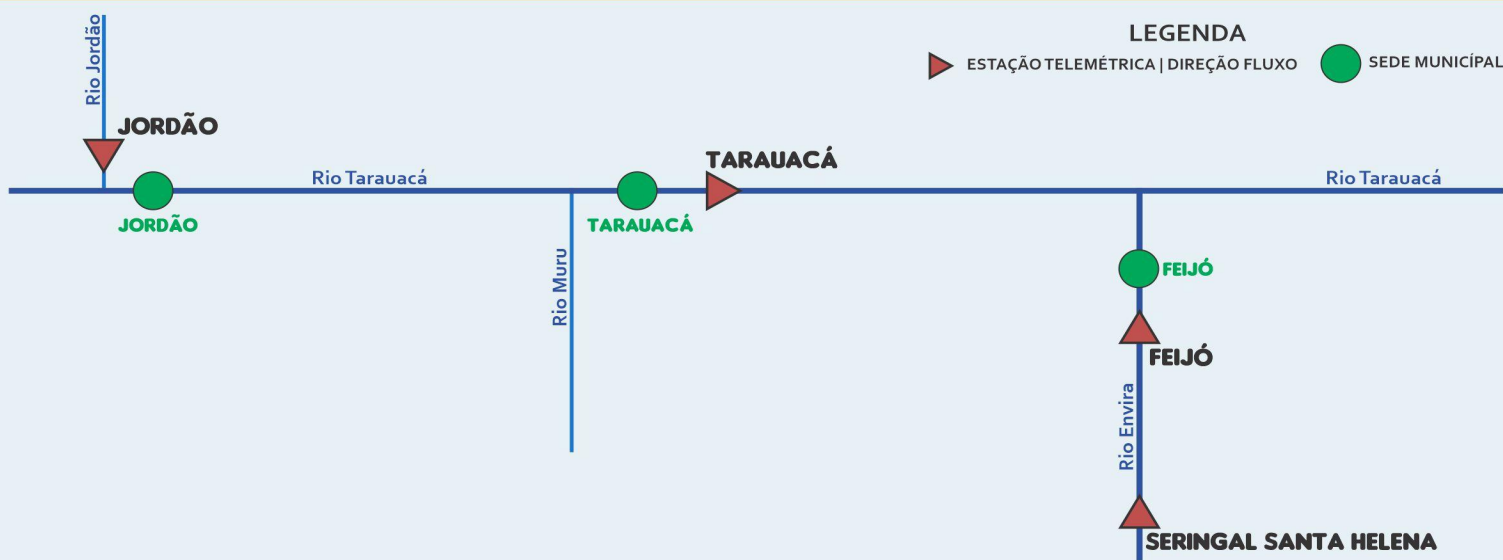 LEGENDA
ESTAÇÃO TELEMÉTRICA | DIREÇÃO FLUXO
SEDE MUNICÍPAL
Rio Jordão
JORDÃO
JORDÃO
Rio Tarauacá
TARAUACÁ
TARAUACÁ
Rio Tarauacá
Rio Muru
FEIJÓ
FEIJÓ
Rio Envira
SERINGAL SANTA HELENA